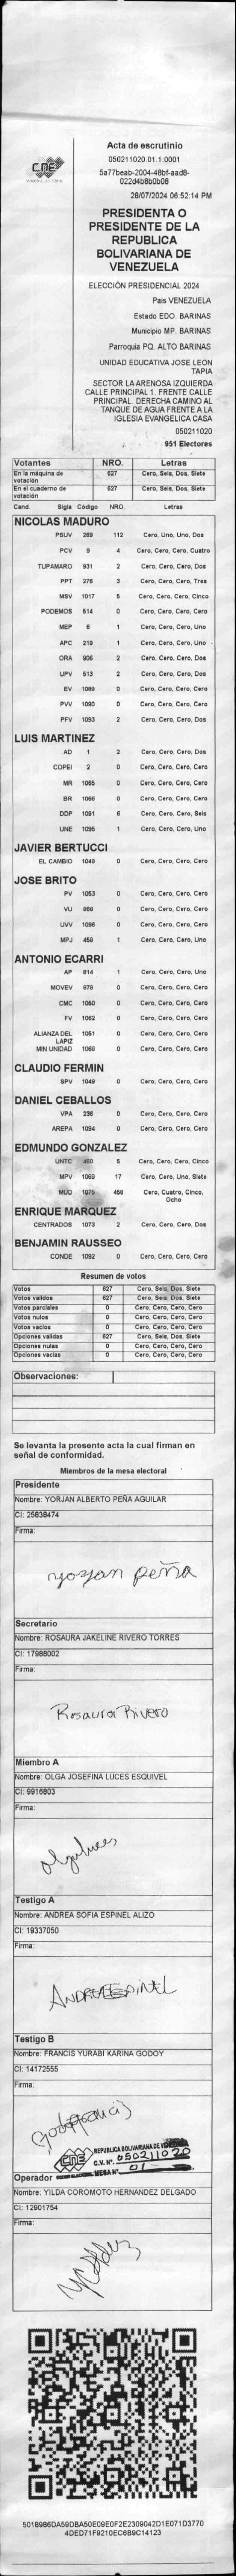 CNE
Acta de escrutinio
050211020.01.1.0001
5a77beab-2004-48bf-aad8-
022d4b8b0b08
28/07/2024 06:52:14 PM
PRESIDENTA O
PRESIDENTE DE LA
REPUBLICA
BOLIVARIANA DE
VENEZUELA
ELECCIÓN PRESIDENCIAL 2024
Pais VENEZUELA
Estado EDO. BARINAS
Municipio MP. BARINAS
Parroquia PQ. ALTO BARINAS
UNIDAD EDUCATIVA JOSE LEON
TAPIA
SECTOR LA ARENOSA IZQUIERDA
CALLE PRINCIPAL 1. FRENTE CALLE
PRINCIPAL. DERECHA CAMINO AL
TANQUE DE AGUA FRENTE A LA
IGLESIA EVANGELICA CASA
050211020
951 Electores
Votantes NRO. Letras
En la máquina de votación 627 Cero, Seis, Dos, Siete
En el cuaderno de votación 627 Cero, Seis, Dos, Siete
Cand. Sigla Código NRO. Letras
NICOLAS MADURO
PSUV 269 112 Cero, Uno, Uno, Dos
PCV 9 4 Cero, Cero, Cero, Cuatro
TUPAMARO 931 2 Cero, Cero, Cero, Dos
PPT 276 3 Cero, Cero, Cero, Tres
MSV 1017 5 Cero, Cero, Cero, Cinco
PODEMOS 514 0 Cero, Cero, Cero, Cero
MEP 6 1 Cero, Cero, Cero, Uno
APC 219 1 Cero, Cero, Cero, Uno
ORA 906 2 Cero, Cero, Cero, Dos
UPV 513 2 Cero, Cero, Cero, Dos
EV 1089 0 Cero, Cero, Cero, Cero
PVV 1090 0 Cero, Cero, Cero, Cero
PFV 1093 2 Cero, Cero, Cero, Dos
LUIS MARTINEZ
AD 1 2 Cero, Cero, Cero, Dos
COPEI 2 0 Cero, Cero, Cero, Cero
MR 1065 0 Cero, Cero, Cero, Cero
BR 1066 0 Cero, Cero, Cero, Cero
DDP 1091 6 Cero, Cero, Cero, Seis
UNE 1095 1 Cero, Cero, Cero, Uno
JAVIER BERTUCCI
EL CAMBIO 1048 0 Cero, Cero, Cero, Cero
JOSE BRITO
PV 1053 0 Cero, Cero, Cero, Cero
VU 868 0 Cero, Cero, Cero, Cero
UVV 1096 0 Cero, Cero, Cero, Cero
MPJ 459 1 Cero, Cero, Cero, Uno
ANTONIO ECARRI
AP 614 1 Cero, Cero, Cero, Uno
MOVEV 978 0 Cero, Cero, Cero, Cero
CMC 1060 0 Cero, Cero, Cero, Cero
FV 1062 0 Cero, Cero, Cero, Cero
ALIANZA DEL LAPIZ 1051 0 Cero, Cero, Cero, Cero
MIN UNIDAD 1068 0 Cero, Cero, Cero, Cero
CLAUDIO FERMIN
SPV 1049 0 Cero, Cero, Cero, Cero
DANIEL CEBALLOS
VPA 236 0 Cero, Cero, Cero, Cero
AREPA 1094 0 Cero, Cero, Cero, Cero
EDMUNDO GONZALEZ
UNTC 460 5 Cero, Cero, Cero, Cinco
MPV 1069 17 Cero, Cero, Uno, Siete
MUD 1075 458 Cero, Cuatro, Cinco,
Ocho
ENRIQUE MARQUEZ
CENTRADOS 1073 2 Cero, Cero, Cero, Dos
BENJAMIN RAUSSEO
CONDE 1092 0 Cero, Cero, Cero, Cero
Resumen de votos
Votos 627 Cero, Seis, Dos, Siete
Votos validos 627 Cero, Seis, Dos, Siete
Votos parciales 0 Cero, Cero, Cero, Cero
Votos nulos 0 Cero, Cero, Cero, Cero
Votos vacios 0 Cero, Cero, Cero, Cero
Opciones validas 627 Cero, Seis, Dos, Siete
Opciones nulas 0 Cero, Cero, Cero, Cero
Opciones vacias 0 Cero, Cero, Cero, Cero
Observaciones:
Se levanta la presente acta la cual firman en
señal de conformidad.
Miembros de la mesa electoral
Presidente
Nombre: YORJAN ALBERTO PEÑA AGUILAR
CI: 25838474
Firma:
yorjan peña
Secretario
Nombre: ROSAURA JAKELINE RIVERO TORRES
CI: 17988002
Firma:
Rosaura Rivero
Miembro A
Nombre: OLGA JOSEFINA LUCES ESQUIVEL
CI: 9916803
Firma:
Olga luces
Testigo A
Nombre: ANDREA SOFIA ESPINEL ALIZO
CI: 19337050
Firma:
ANDREA ESPINEL
Testigo B
Nombre: FRANCIS YURABI KARINA GODOY
CI: 14172555
Firma:
REPUBLICA BOLIVARIANA DE VENEZUELA
CNE C.V. N°. 050211020
MESA N° 01
Operador
Nombre: YILDA COROMOTO HERNANDEZ DELGADO
CI: 12901754
Firma:
5018986DA59DBA50E09E0F2E2309042D1E071D3770
4DED71F9210EC6B9C14123